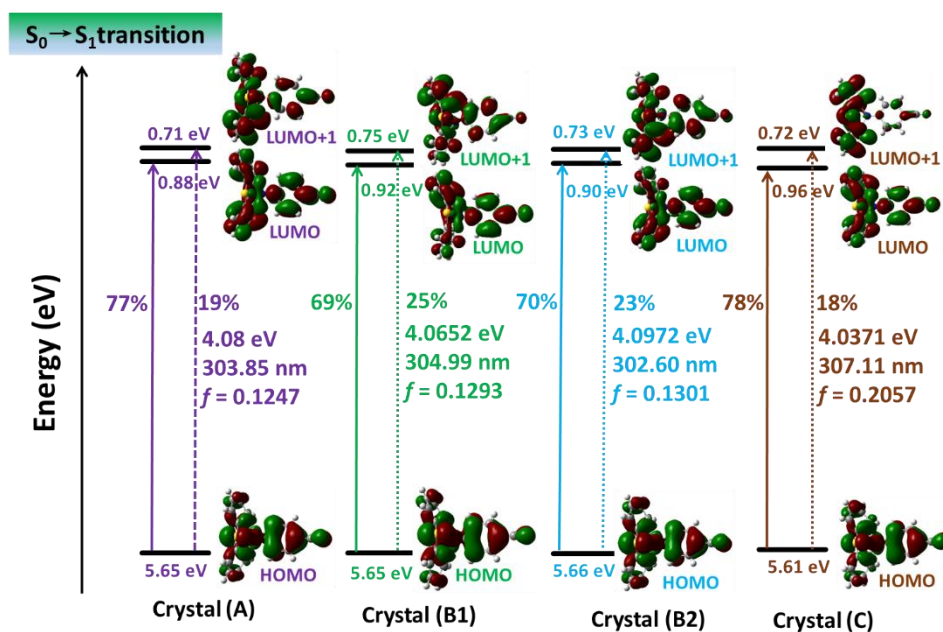 S₀→S₁transition
Energy (eV)
0.71 eV
LUMO+1
0.88 eV
LUMO
77%
19%
4.08 eV
303.85 nm
f = 0.1247
HOMO
5.65 eV
Crystal (A)
0.75 eV
LUMO+1
0.92 eV
LUMO
69%
25%
4.0652 eV
304.99 nm
f = 0.1293
5.65 eV
HOMO
Crystal (B1)
0.73 eV
LUMO+1
0.90 eV
LUMO
70%
23%
4.0972 eV
302.60 nm
f = 0.1301
5.66 eV
HOMO
Crystal (B2)
0.72 eV
LUMO+1
0.96 eV
LUMO
78%
18%
4.0371 eV
307.11 nm
f = 0.2057
5.61 eV
HOMO
Crystal (C)